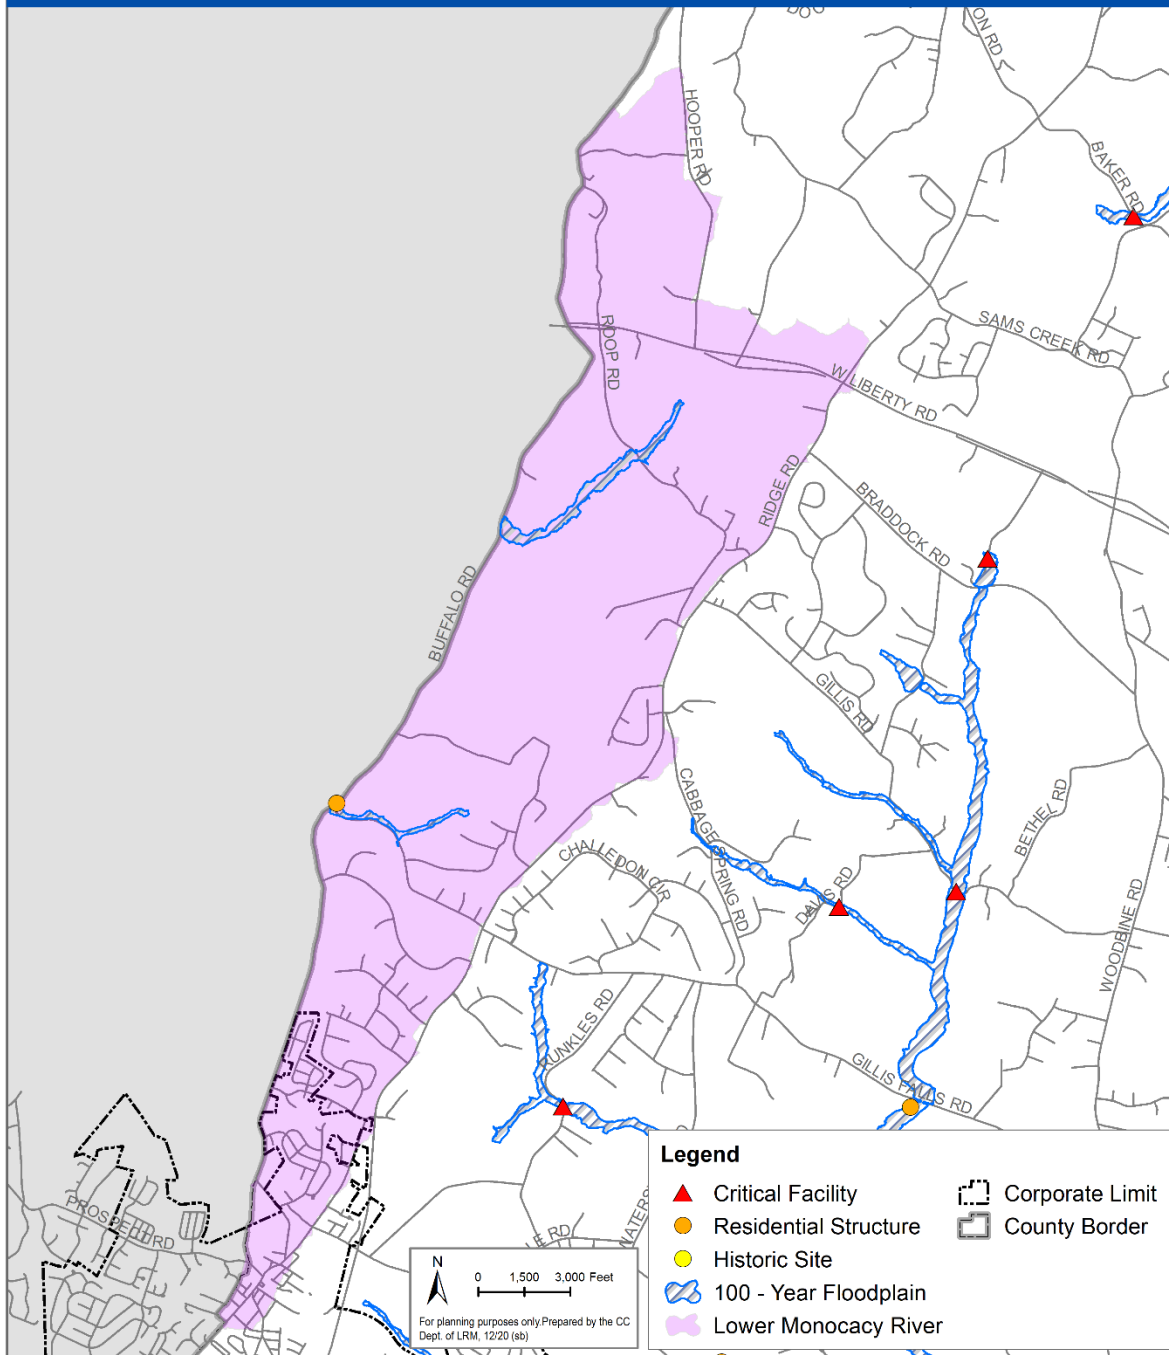 HOOPER RD
BAKER RD
SAMS CREEK RD
RIDOP RD
W LIBERTY RD
RIDGE RD
BRADDOCK RD
BUFFALO RD
GILLIS RD
CABBAGE SPRING RD
BETHEL RD
CHALLEDON CIR
DAVIS RD
WOODBINE RD
RUNKLES RD
GILLIS FALLS RD
PROSPECT RD
Legend
Critical Facility
Residential Structure
Historic Site
100 - Year Floodplain
Lower Monocacy River
Corporate Limit
County Border
N
0 1,500 3,000 Feet
For planning purposes only.Prepared by the CC
Dept. of LRM, 12/20 (sb)